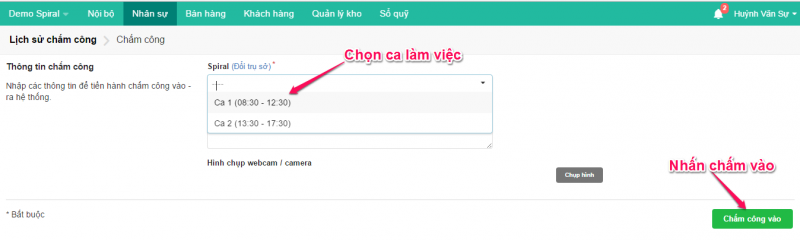 Demo Spiral Nội bộ Nhân sự Bán hàng Khách hàng Quản lý kho Sổ quỹ 2 Huỳnh Văn Sự
Lịch sử chấm công Chấm công
Thông tin chấm công
Nhập các thông tin để tiến hành chấm công vào -
ra hệ thống.
Spiral (Đổi trụ sở) *
Chọn ca làm việc
Ca 1 (08:30 - 12:30)
Ca 2 (13:30 - 17:30)
Hình chụp webcam / camera
Chụp hình
Nhấn chấm vào
* Bắt buộc
Chấm công vào